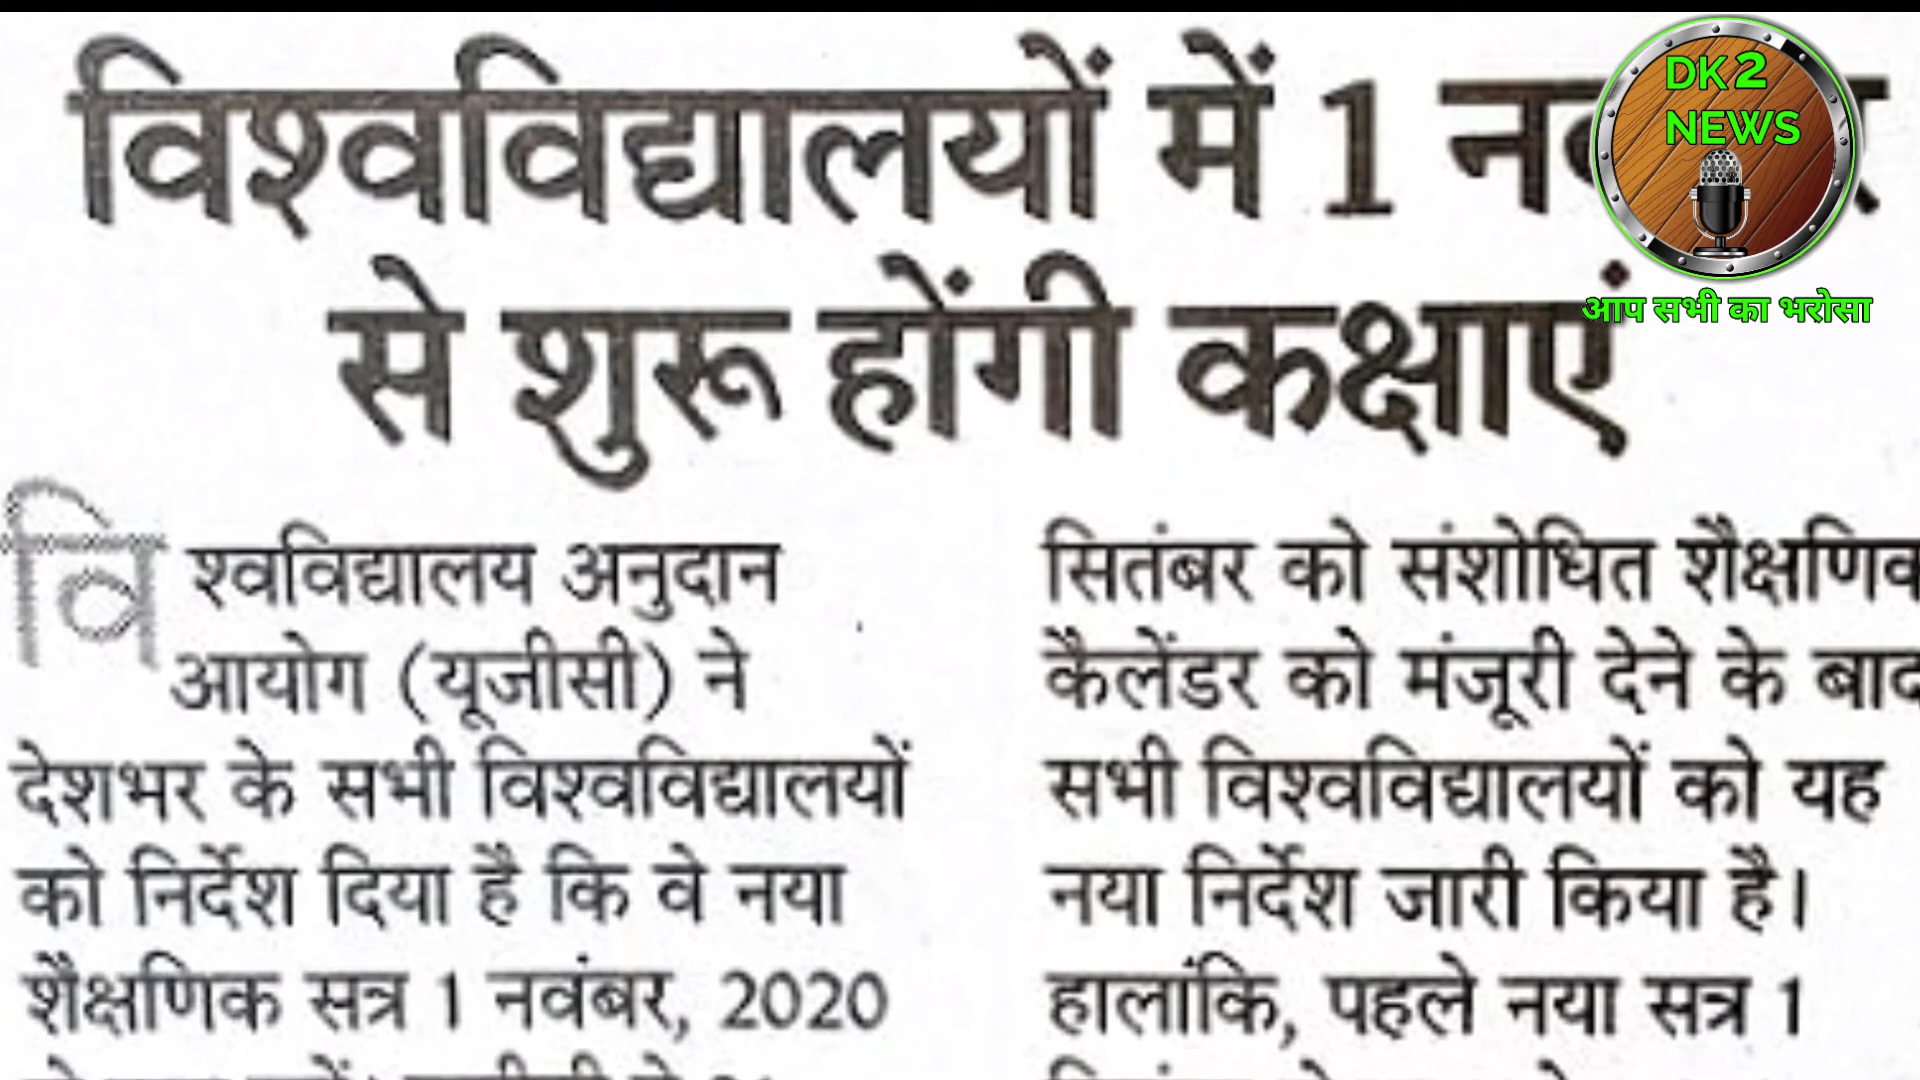 विश्वविद्यालयों में 1
से शुरू होंगी कक्षाएं
DK2
NEWS
आप सभी का भरोसा
विश्वविद्यालय अनुदान
आयोग (यूजीसी) ने
देशभर के सभी विश्वविद्यालयों
को निर्देश दिया है कि वे नया
शैक्षणिक सत्र 1 नवंबर, 2020
सितंबर को संशोधित शैक्षणिक
कैलेंडर को मंजूरी देने के बाद
सभी विश्वविद्यालयों को यह
नया निर्देश जारी किया है।
हालांकि, पहले नया सत्र 1